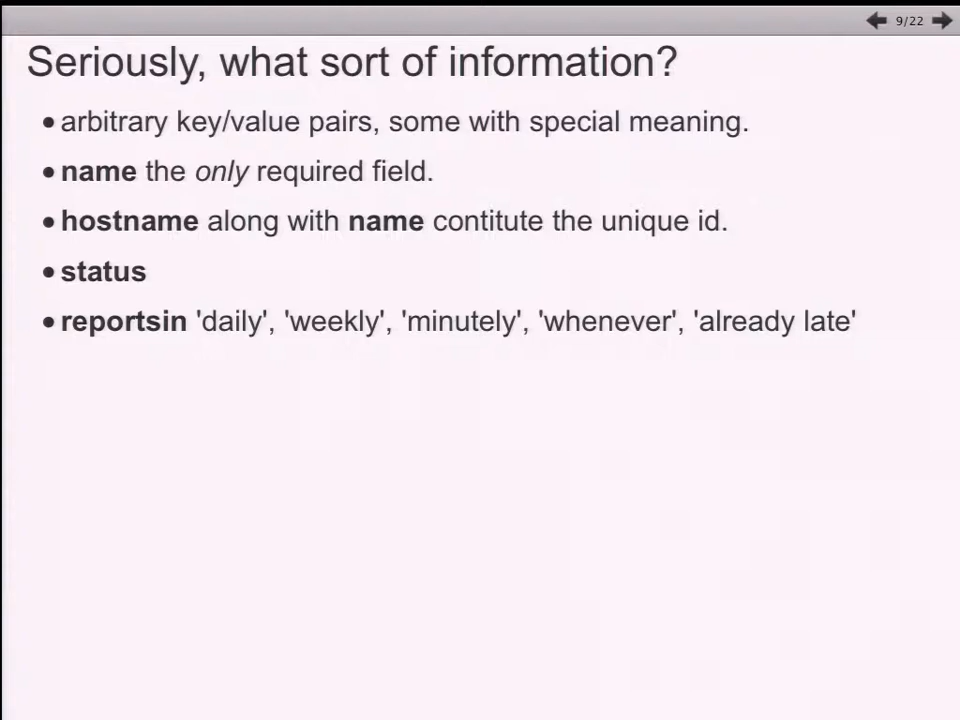 9/22
Seriously, what sort of information?
• arbitrary key/value pairs, some with special meaning.
• name the only required field.
• hostname along with name contitute the unique id.
• status
• reportsin 'daily', 'weekly', 'minutely', 'whenever', 'already late'